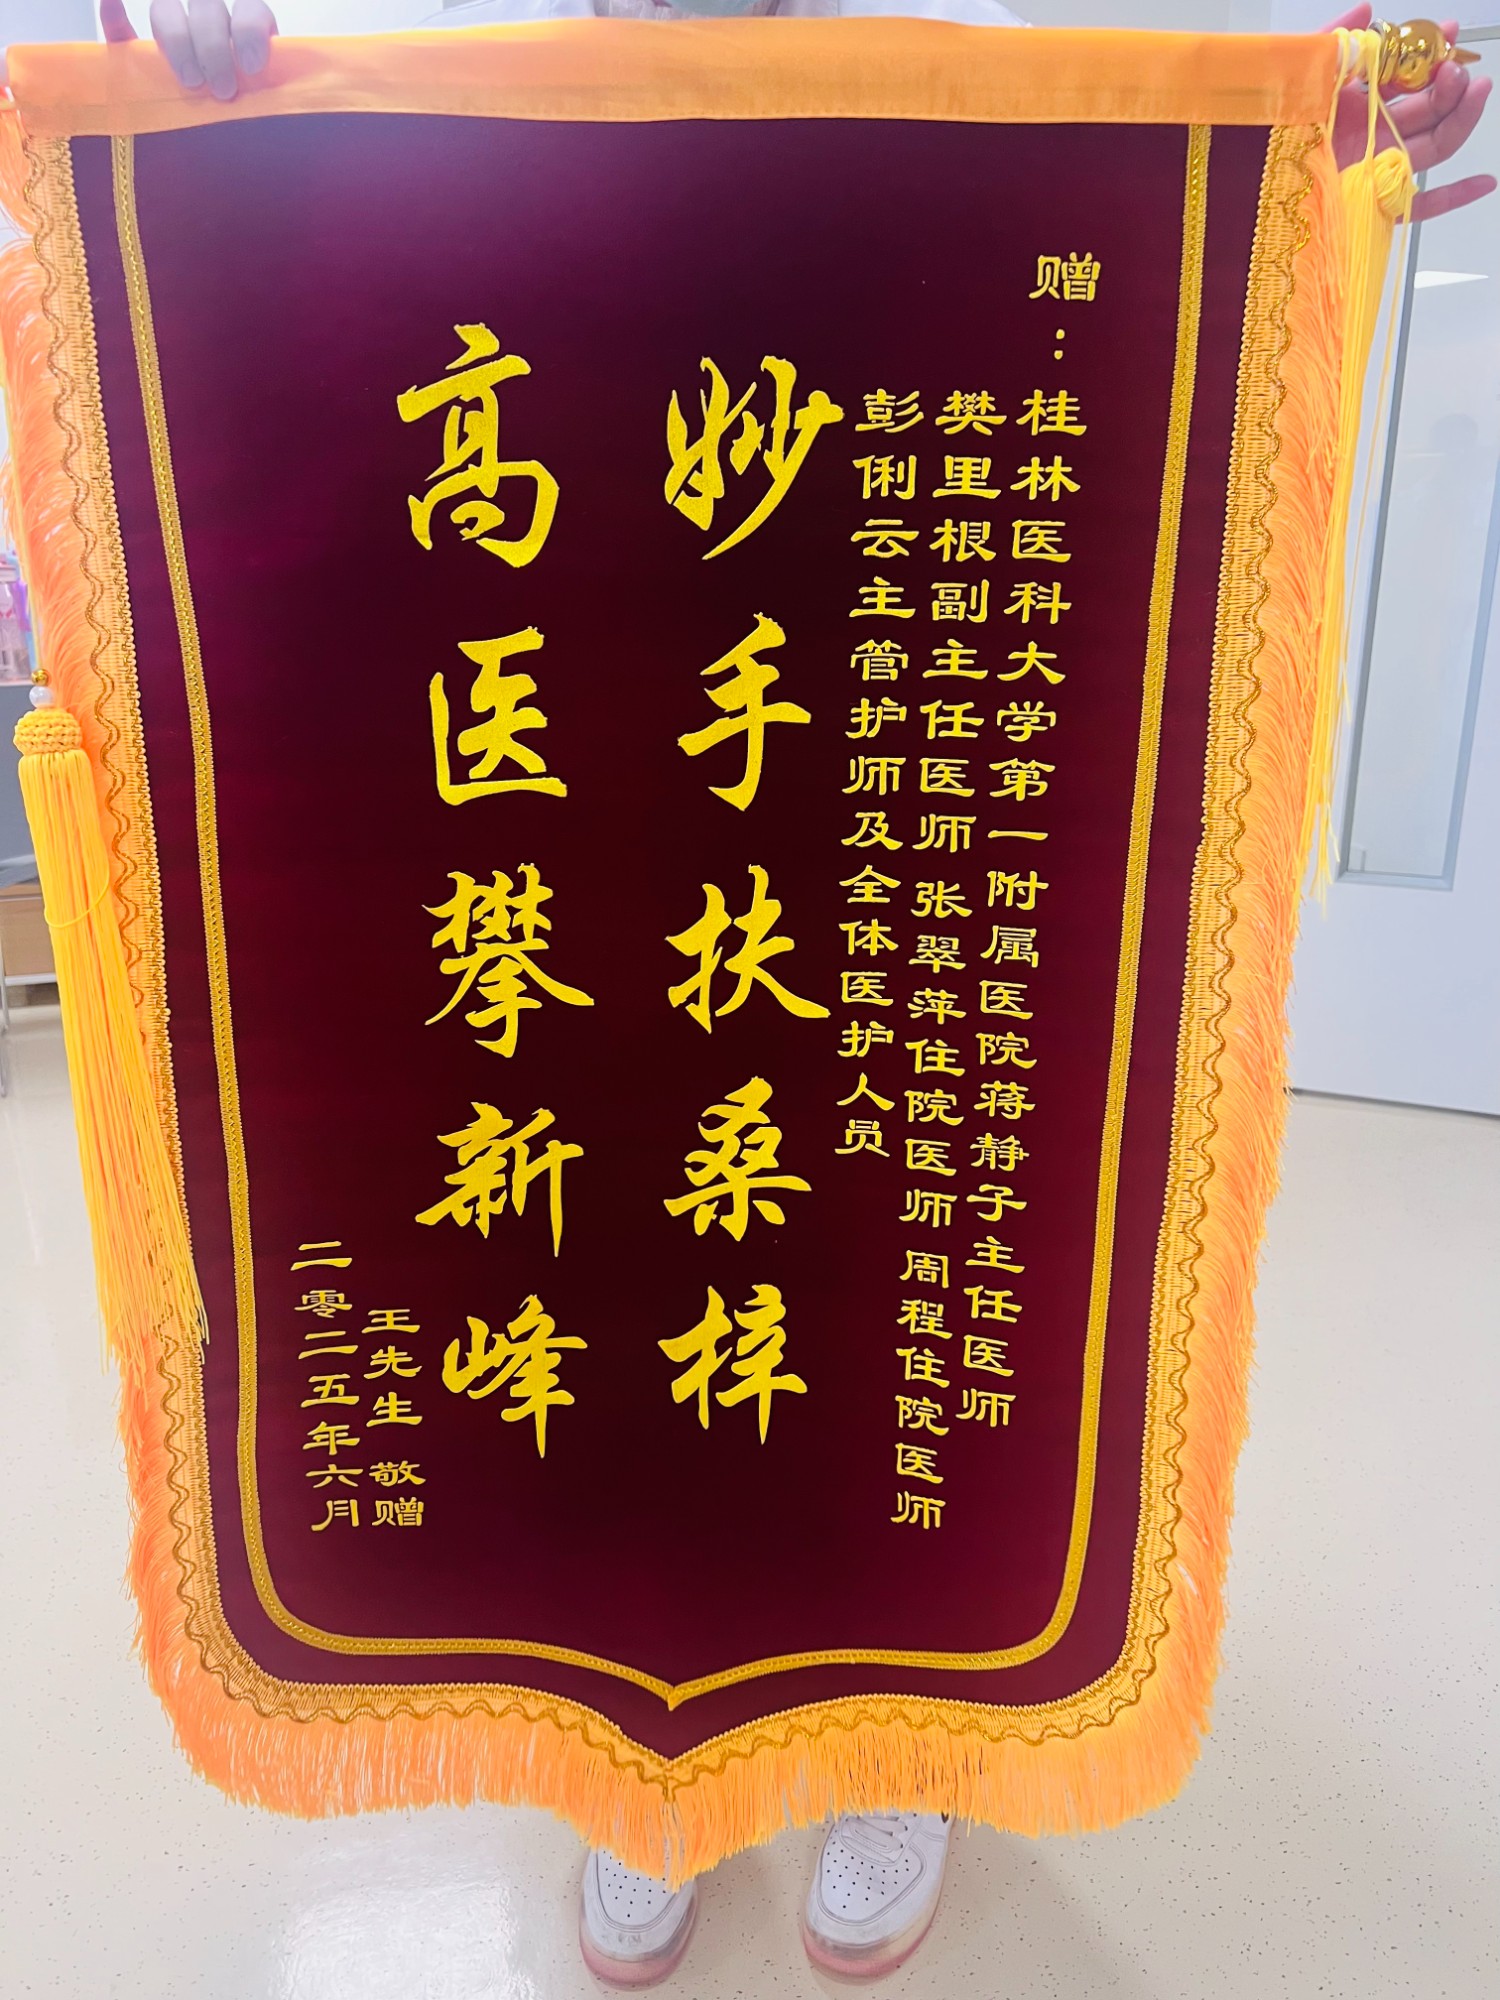 赠：
桂林医科大学第一附属医院蒋静子主任医师
樊里根副主任医师 张翠萍住院医师 周程住院医师
彭俐云主管护师及全体医护人员
妙手扶桑梓
高医攀新峰
王先生 敬赠
二零二五年六月